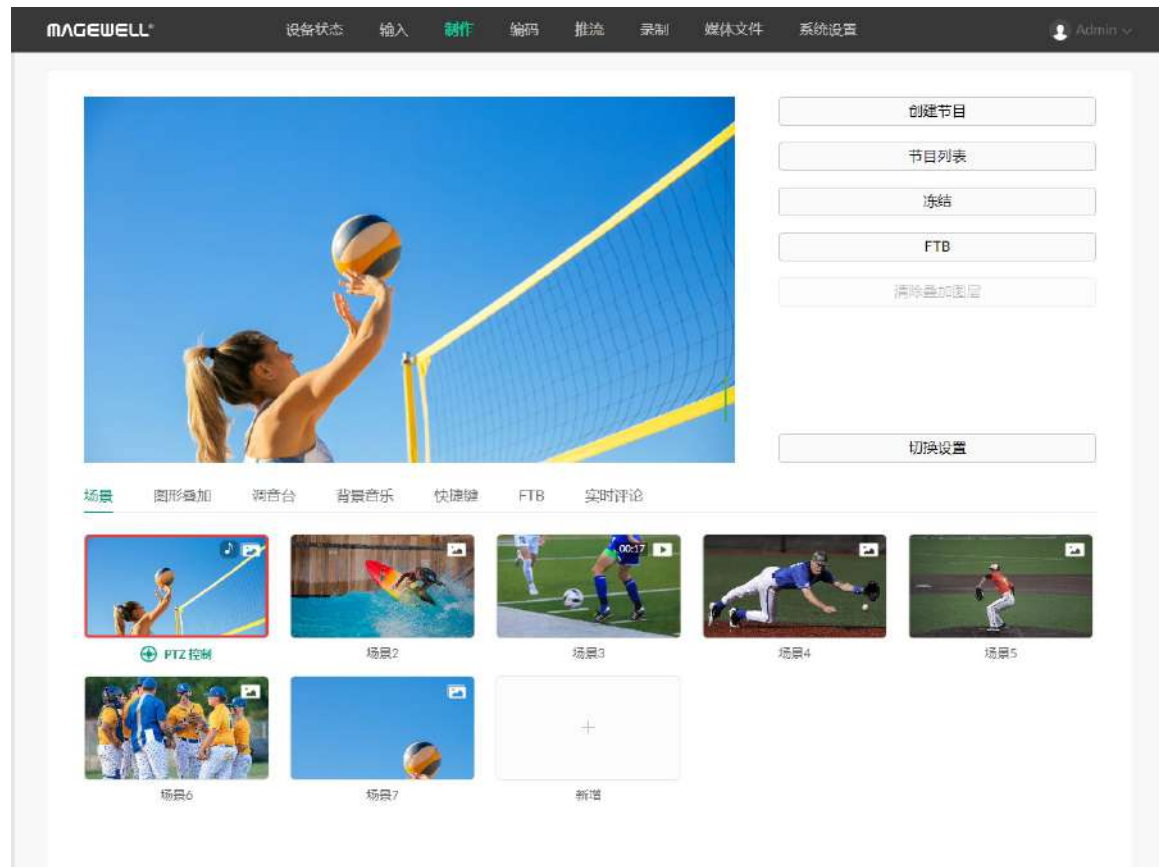 MAGEWELL®
设备状态 输入 制作 编码 推流 录制 媒体文件 系统设置 Admin
创建节目
节目列表
冻结
FTB
清除叠加图层
切换设置
场景 图形叠加 调音台 背景音乐 快捷键 FTB 实时评论
00:17
PTZ 控制 场景2 场景3 场景4 场景5
场景6 场景7 新增